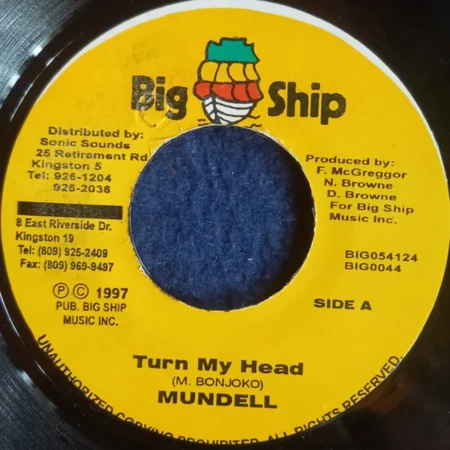 Big Ship
Distributed by:
Sonic Sounds
25 Retirement Rd
Kingston 5
Tel: 926-1204
926-2036
8 East Riverside Dr.
Kingston 19
Tel: (809) 925-2409
Fax: (809) 969-9497
Ⓟ © 1997
PUB. BIG SHIP
MUSIC INC.
Produced by:
F. McGreggor
N. Browne
D. Browne
For Big Ship
Music Inc.
BIG054124
BIG0044
SIDE A
Turn My Head
(M. BONJOKO)
MUNDELL
UNAUTHORIZED COPYING PROHIBITED. ALL RIGHTS RESERVED.